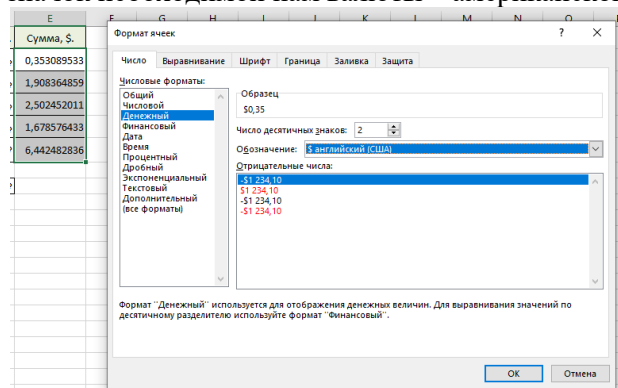 необходимой нам валюты – американской
E F G H I J K L M N O
Сумма, $.
0,353089533
1,908364859
2,502452011
1,678576433
6,442482836
Формат ячеек ? ×
Число Выравнивание Шрифт Граница Заливка Защита
Числовые форматы:
Общий
Числовой
Денежный
Финансовый
Дата
Время
Процентный
Дробный
Экспоненциальный
Текстовый
Дополнительный
(все форматы)
Образец
$0,35
Число десятичных знаков: 2
Обозначение: $ английский (США)
Отрицательные числа:
-$1 234,10
$1 234,10
-$1 234,10
-$1 234,10
Формат "Денежный" используется для отображения денежных величин. Для выравнивания значений по
десятичному разделителю используйте формат "Финансовый".
ОК Отмена